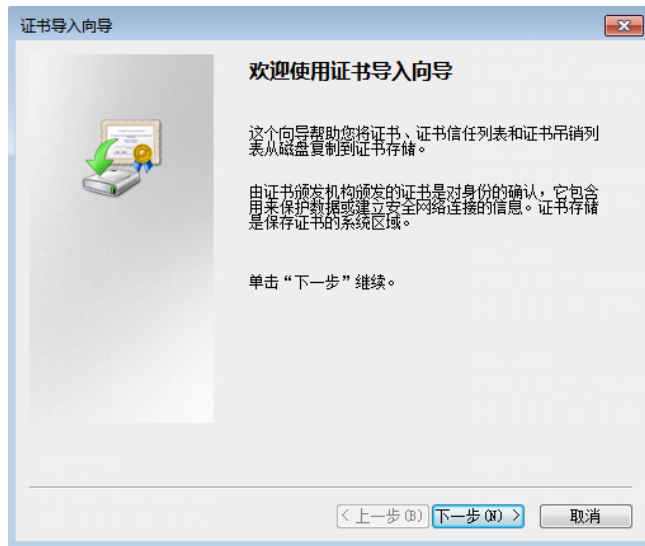 证书导入向导
欢迎使用证书导入向导
这个向导帮助您将证书、证书信任列表和证书吊销列
表从磁盘复制到证书存储。
由证书颁发机构颁发的证书是对身份的确认，它包含
用来保护数据或建立安全网络连接的信息。证书存储
是保存证书的系统区域。
单击“下一步”继续。
< 上一步(B) 下一步(N) > 取消